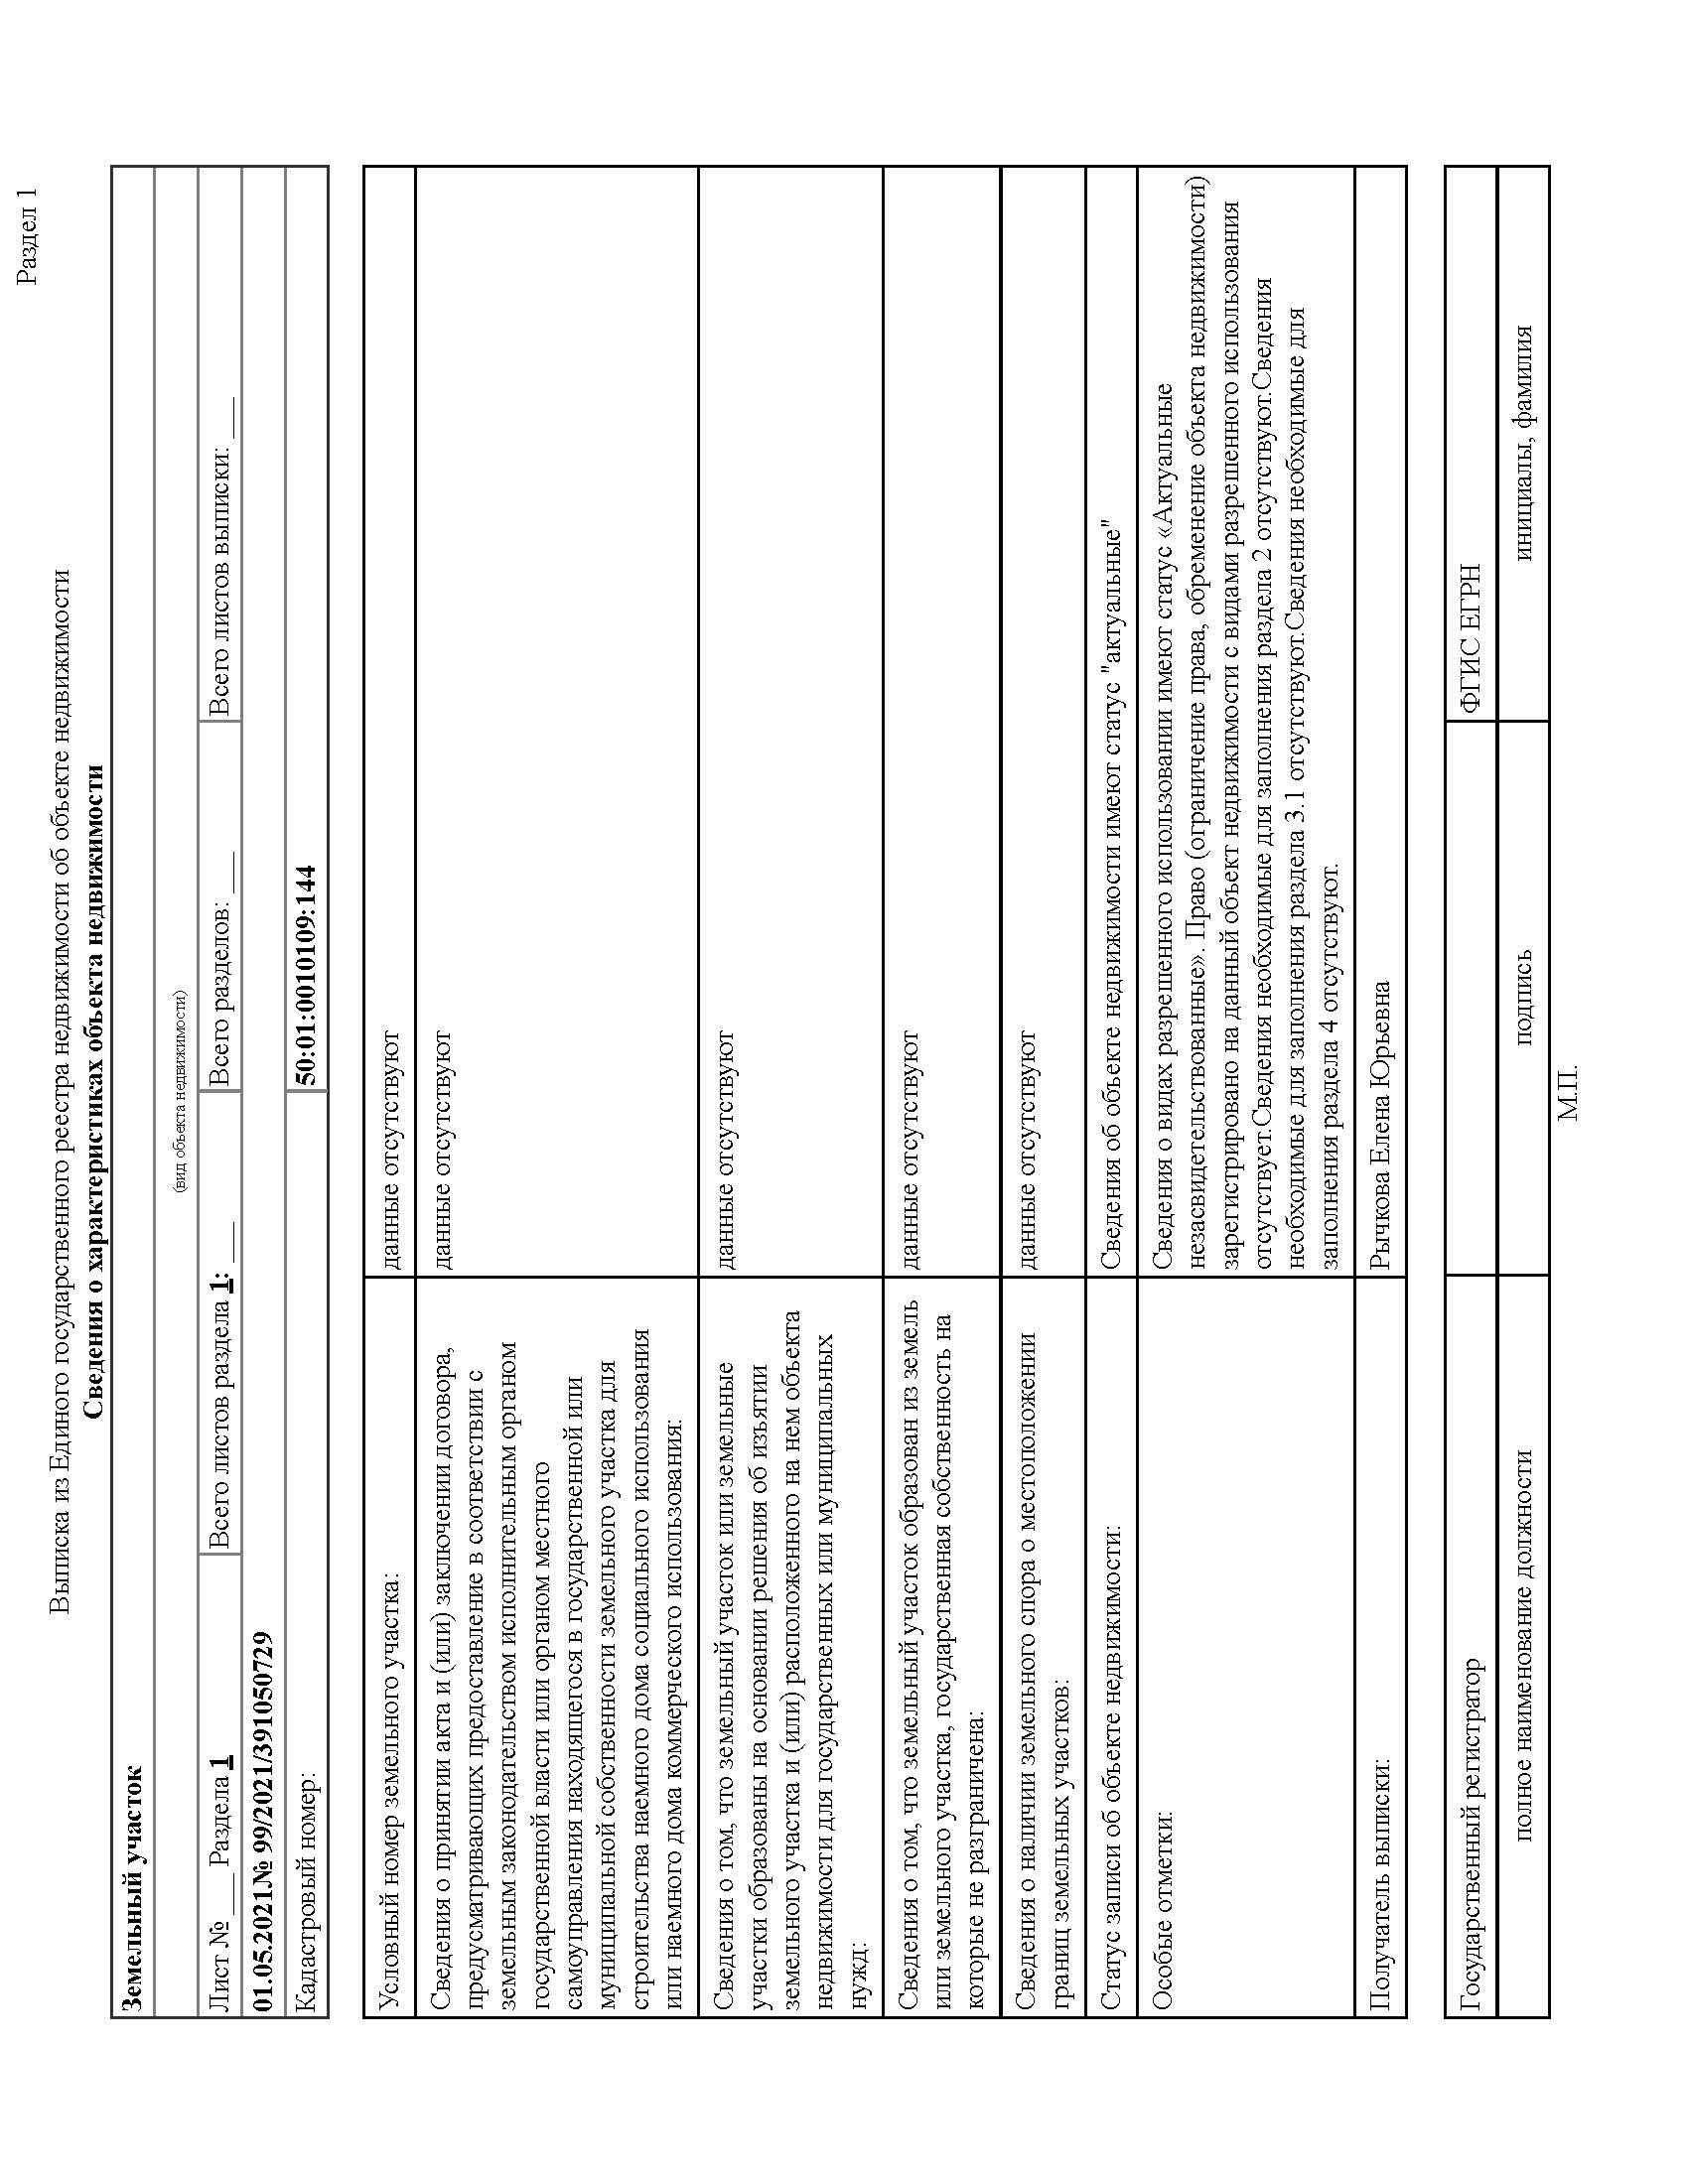 Раздел 1
Выписка из Единого государственного реестра недвижимости об объекте недвижимости
Сведения о характеристиках объекта недвижимости
Земельный участок
(вид объекта недвижимости)
Лист № ___ Раздела 1 Всего листов раздела 1: ___ Всего разделов: ___ Всего листов выписки: ___
01.05.2021№ 99/2021/391050729
Кадастровый номер: 50:01:0010109:144
Условный номер земельного участка: данные отсутствуют
Сведения о принятии акта и (или) заключении договора, данные отсутствуют
предусматривающих предоставление в соответствии с
земельным законодательством исполнительным органом
государственной власти или органом местного
самоуправления находящегося в государственной или
муниципальной собственности земельного участка для
строительства наемного дома социального использования
или наемного дома коммерческого использования:
Сведения о том, что земельный участок или земельные данные отсутствуют
участки образованы на основании решения об изъятии
земельного участка и (или) расположенного на нем объекта
недвижимости для государственных или муниципальных
нужд:
Сведения о том, что земельный участок образован из земель данные отсутствуют
или земельного участка, государственная собственность на
которые не разграничена:
Сведения о наличии земельного спора о местоположении данные отсутствуют
границ земельных участков:
Статус записи об объекте недвижимости: Сведения об объекте недвижимости имеют статус "актуальные"
Особые отметки: Сведения о видах разрешенного использовании имеют статус «Актуальные
незасвидетельствованные». Право (ограничение права, обременение объекта недвижимости)
зарегистрировано на данный объект недвижимости с видами разрешенного использования
отсутствует.Сведения необходимые для заполнения раздела 2 отсутствуют.Сведения
необходимые для заполнения раздела 3.1 отсутствуют.Сведения необходимые для
заполнения раздела 4 отсутствуют.
Получатель выписки: Рычкова Елена Юрьевна
Государственный регистратор ФГИС ЕГРН
полное наименование должности подпись инициалы, фамилия
М.П.